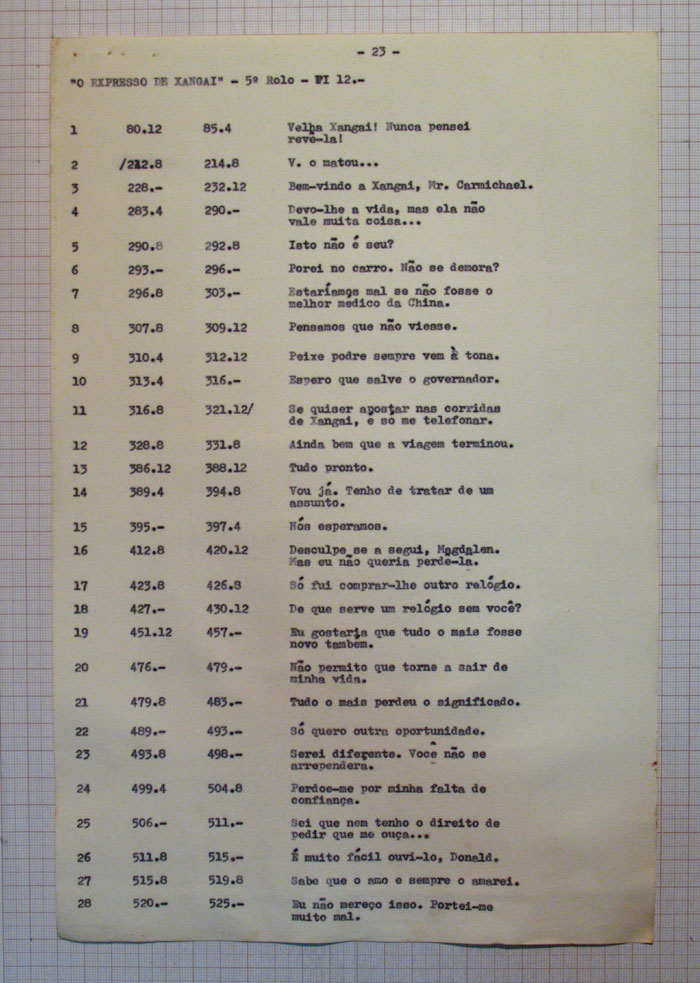 - 23 -
"O EXPRESSO DE XANGAI" - 5º Rolo - FI 12.-
1 80.12 85.4 Velha Xangai! Nunca pensei
revê-la!
2 /212.8 214.8 V. o matou...
3 228.- 232.12 Bem-vindo a Xangai, Mr. Carmichael.
4 283.4 290.- Devo-lhe a vida, mas ela não
vale muita coisa...
5 290.8 292.8 Isto não é seu?
6 293.- 296.- Porei no carro. Não se demora?
7 296.8 303.- Estaríamos mal se não fosse o
melhor medico da China.
8 307.8 309.12 Pensamos que não viesse.
9 310.4 312.12 Peixe podre sempre vem à tona.
10 313.4 316.- Espero que salve o governador.
11 316.8 321.12/ Se quiser apostar nas corridas
de Xangai, e so me telefonar.
12 328.8 331.8 Ainda bem que a viagem terminou.
13 386.12 388.12 Tudo pronto.
14 389.4 394.8 Vou já. Tenho de tratar de um
assunto.
15 395.- 397.4 Nós esperamos.
16 412.8 420.12 Desculpe se a segui, Magdalen.
Mas eu não queria perde-la.
17 423.8 426.8 Só fui comprar-lhe outro relógio.
18 427.- 430.12 De que serve um relógio sem você?
19 451.12 457.- Eu gostaria que tudo o mais fosse
novo tambem.
20 476.- 479.- Não permito que torne a sair de
minha vida.
21 479.8 483.- Tudo o mais perdeu o significado.
22 489.- 493.- Só quero outra oportunidade.
23 493.8 498.- Serei diferente. Você não se
arrependera.
24 499.4 504.8 Perdoe-me por minha falta de
confiança.
25 506.- 511.- Sei que nem tenho o direito de
pedir que me ouça...
26 511.8 515.- É muito fácil ouvi-lo, Donald.
27 515.8 519.8 Sabe que o amo e sempre o amarei.
28 520.- 525.- Eu não mereço isso. Portei-me
muito mal.